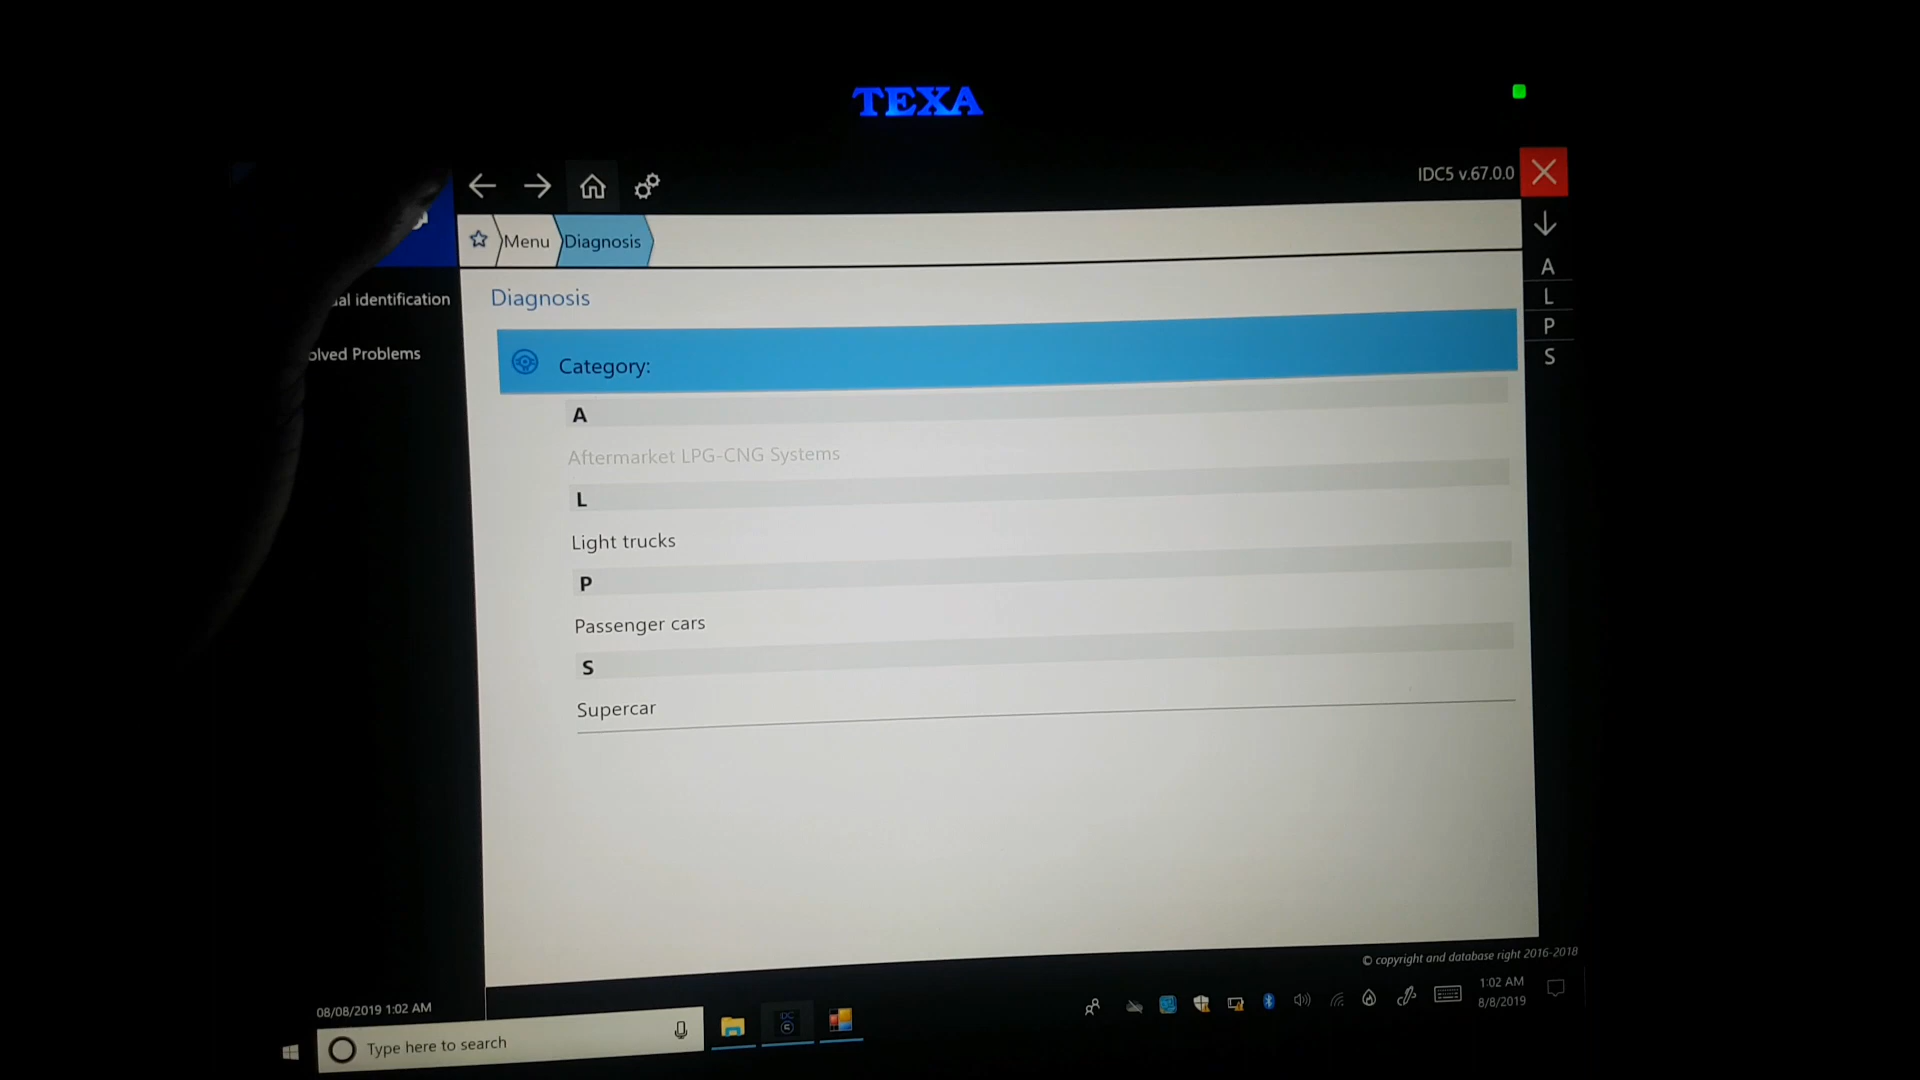 TEXA
IDC5 v.67.0.0
Menu
Diagnosis
A
L
P
S
identification
Problems
Diagnosis
Category:
A
Aftermarket LPG-CNG Systems
L
Light trucks
P
Passenger cars
S
Supercar
© copyright and database right 2016-2018
08/08/2019 1:02 AM
Type here to search
1:02 AM
8/8/2019